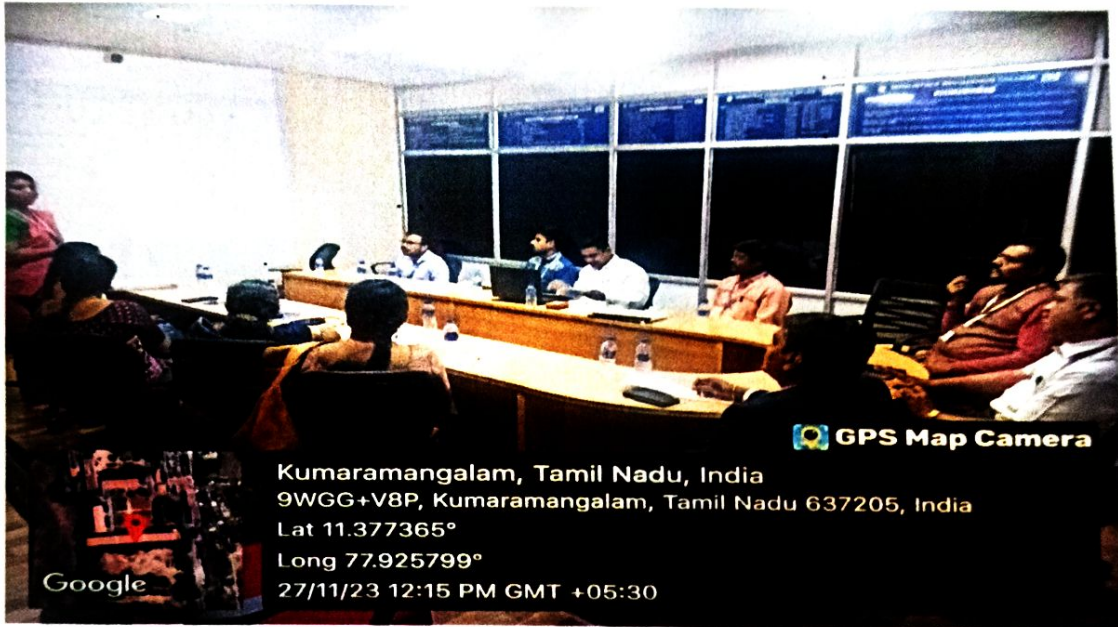 GPS Map Camera
Kumaramangalam, Tamil Nadu, India
9WGG+V8P, Kumaramangalam, Tamil Nadu 637205, India
Lat 11.377365°
Long 77.925799°
27/11/23 12:15 PM GMT +05:30
Google